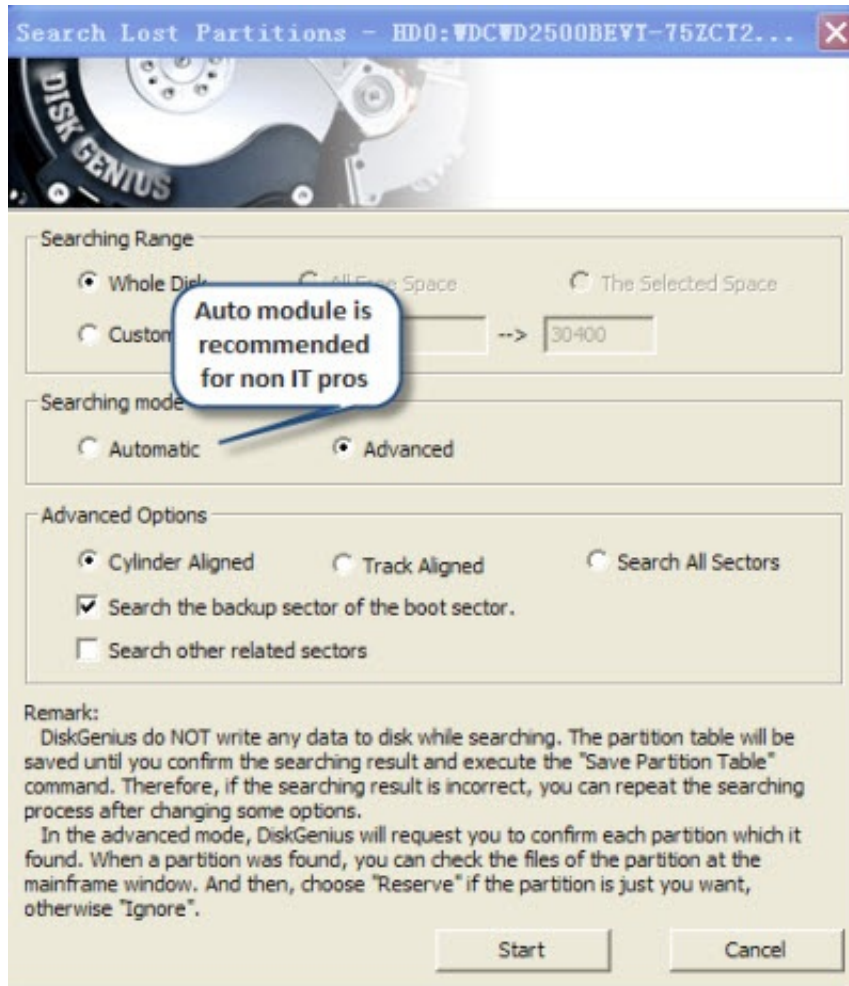 Search Lost Partitions - HD0:WDCWD2500BEVT-75ZCT2...
DISK GENIUS
Searching Range
Whole Disk All Free Space The Selected Space
Custom --> 30400
Auto module is
recommended
for non IT pros
Searching mode
Automatic Advanced
Advanced Options
Cylinder Aligned Track Aligned Search All Sectors
Search the backup sector of the boot sector.
Search other related sectors
Remark:
DiskGenius do NOT write any data to disk while searching. The partition table will be
saved until you confirm the searching result and execute the "Save Partition Table"
command. Therefore, if the searching result is incorrect, you can repeat the searching
process after changing some options.
In the advanced mode, DiskGenius will request you to confirm each partition which it
found. When a partition was found, you can check the files of the partition at the
mainframe window. And then, choose "Reserve" if the partition is just you want,
otherwise "Ignore".
Start Cancel